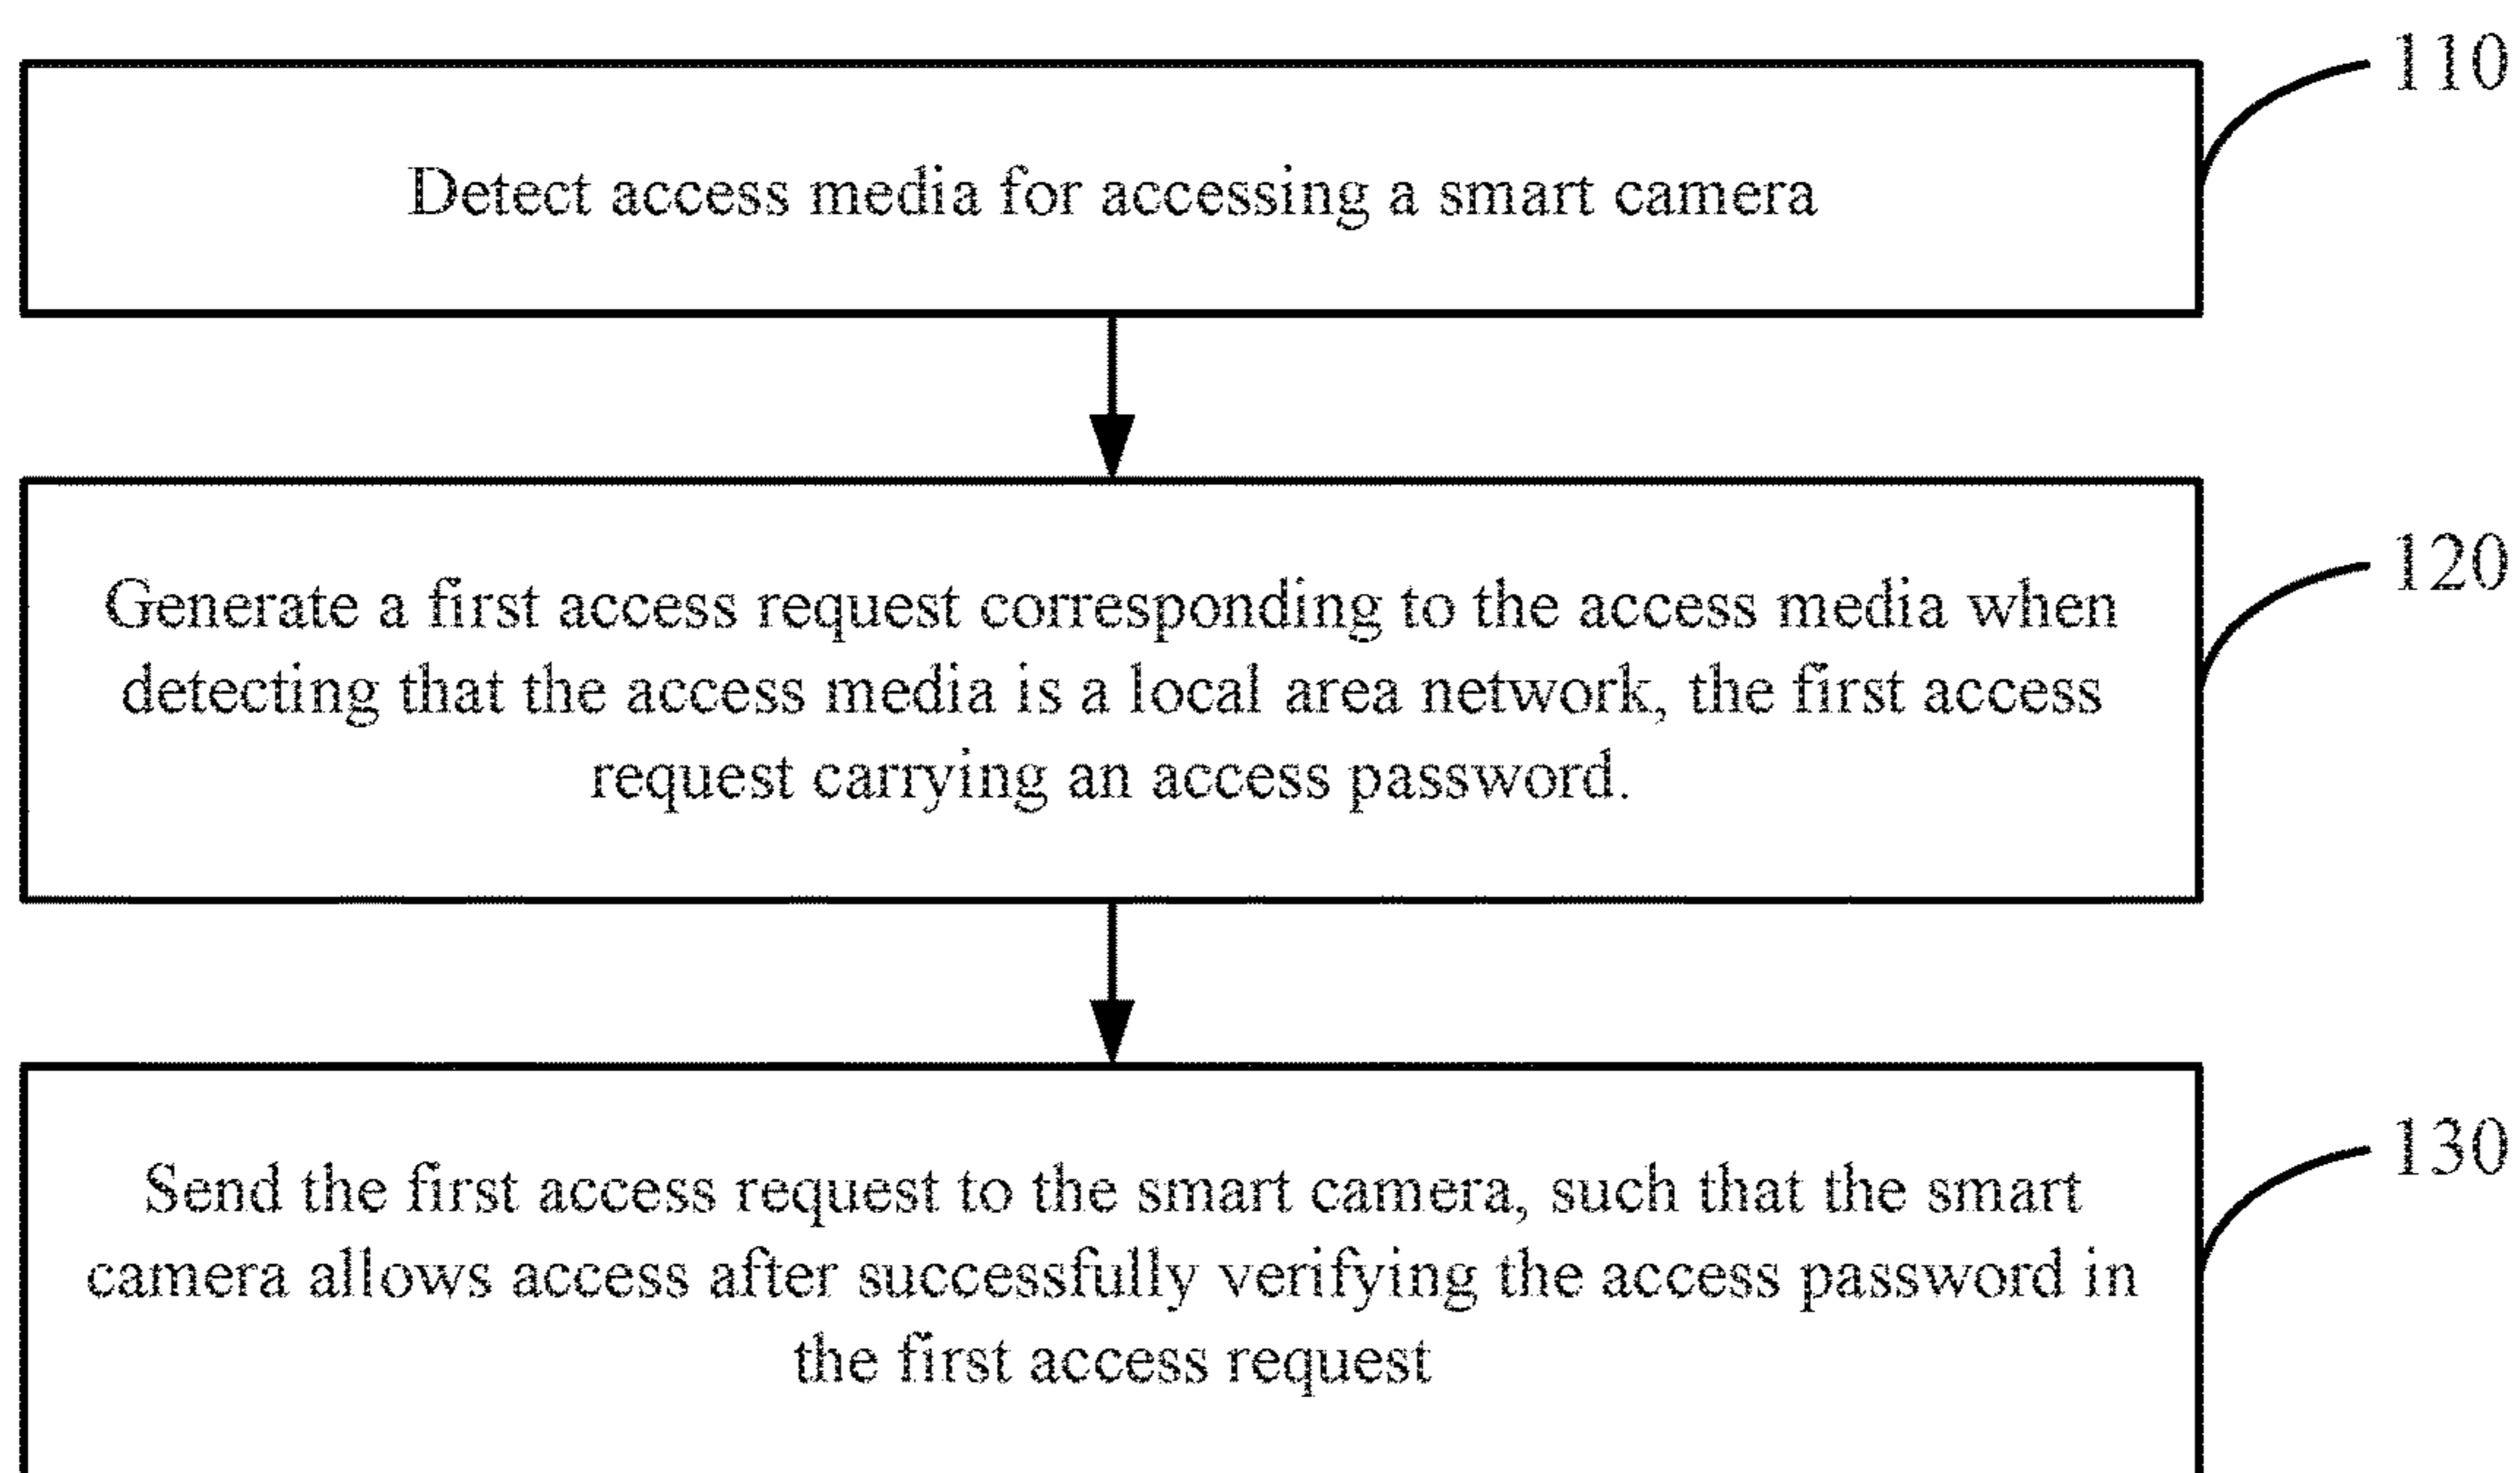 110
Detect access media for accessing a smart camera
120
Generate a first access request corresponding to the access media when
detecting that the access media is a local area network, the first access
request carrying an access password.
130
Send the first access request to the smart camera, such that the smart
camera allows access after successfully verifying the access password in
the first access request